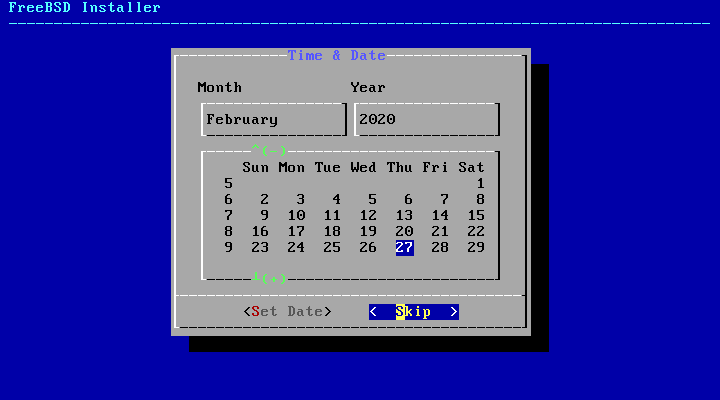 FreeBSD Installer
Time & Date
Month Year
February 2020
^(-)
Sun Mon Tue Wed Thu Fri Sat
5 1
6 2 3 4 5 6 7 8
7 9 10 11 12 13 14 15
8 16 17 18 19 20 21 22
9 23 24 25 26 27 28 29
┴(+)
<Set Date> < Skip >